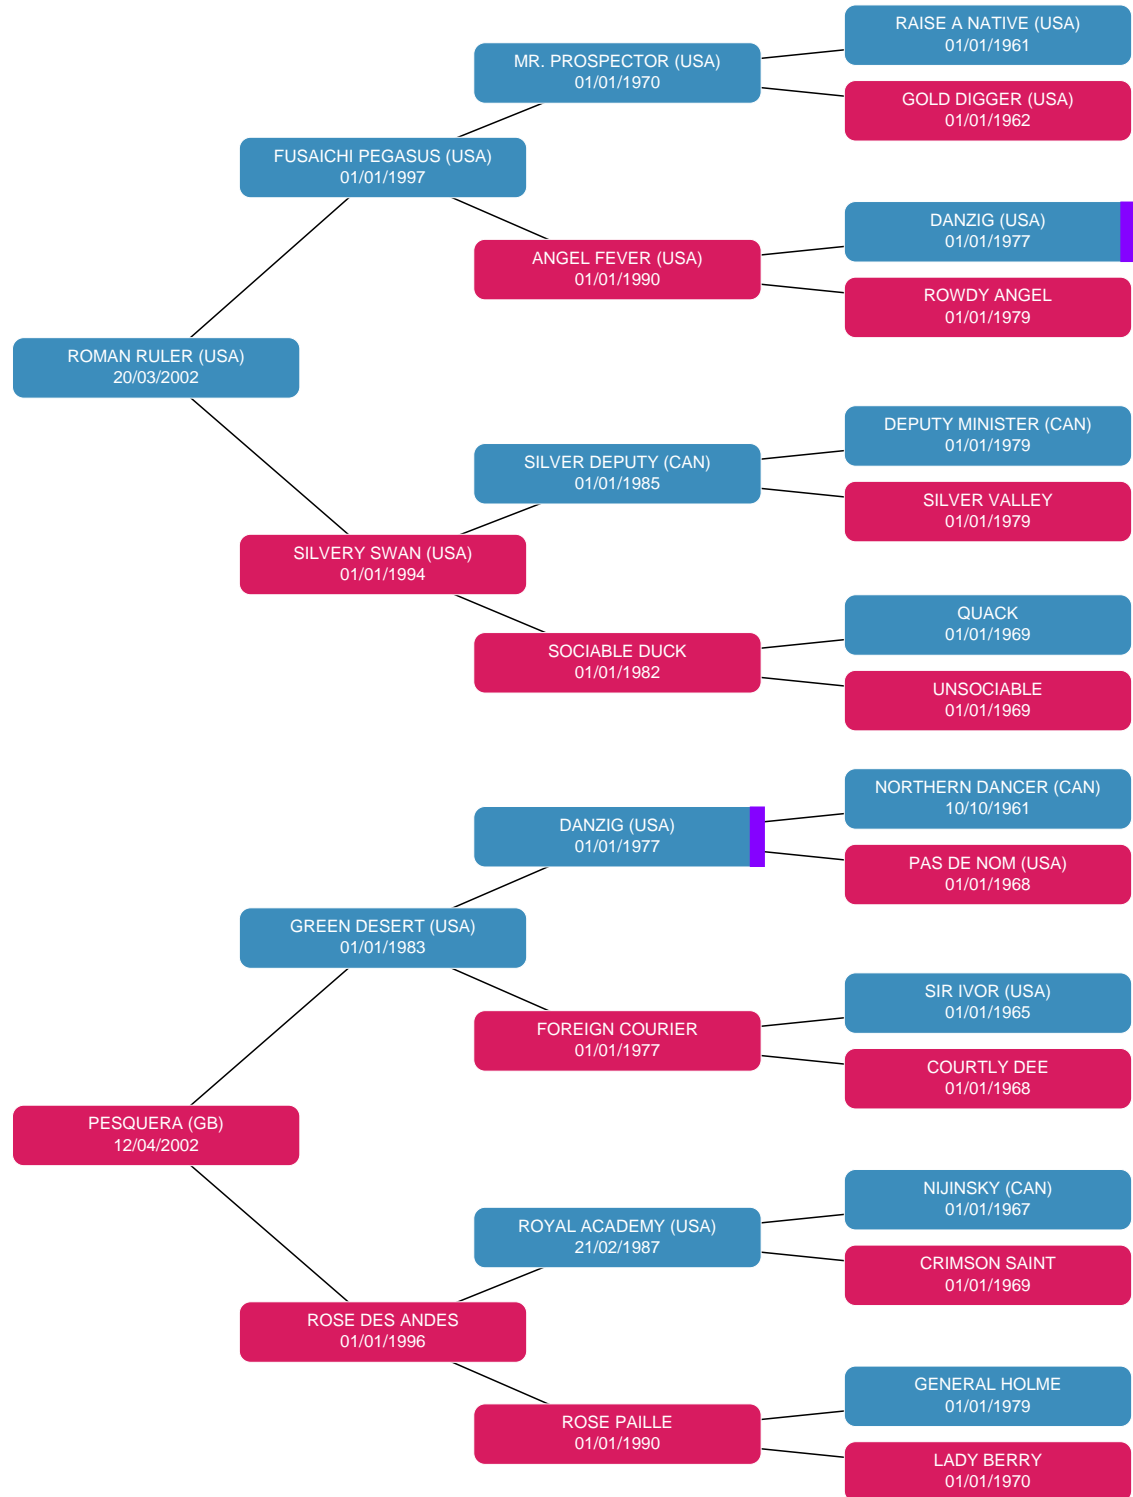 RAISE A NATIVE (USA)
01/01/1961
MR. PROSPECTOR (USA)
01/01/1970
GOLD DIGGER (USA)
01/01/1962
FUSAICHI PEGASUS (USA)
01/01/1997
DANZIG (USA)
01/01/1977
ANGEL FEVER (USA)
01/01/1990
ROWDY ANGEL
01/01/1979
ROMAN RULER (USA)
20/03/2002
DEPUTY MINISTER (CAN)
01/01/1979
SILVER DEPUTY (CAN)
01/01/1985
SILVER VALLEY
01/01/1979
SILVERY SWAN (USA)
01/01/1994
QUACK
01/01/1969
SOCIABLE DUCK
01/01/1982
UNSOCIABLE
01/01/1969
NORTHERN DANCER (CAN)
10/10/1961
DANZIG (USA)
01/01/1977
PAS DE NOM (USA)
01/01/1968
GREEN DESERT (USA)
01/01/1983
SIR IVOR (USA)
01/01/1965
FOREIGN COURIER
01/01/1977
COURTLY DEE
01/01/1968
PESQUERA (GB)
12/04/2002
NIJINSKY (CAN)
01/01/1967
ROYAL ACADEMY (USA)
21/02/1987
CRIMSON SAINT
01/01/1969
ROSE DES ANDES
01/01/1996
GENERAL HOLME
01/01/1979
ROSE PAILLE
01/01/1990
LADY BERRY
01/01/1970